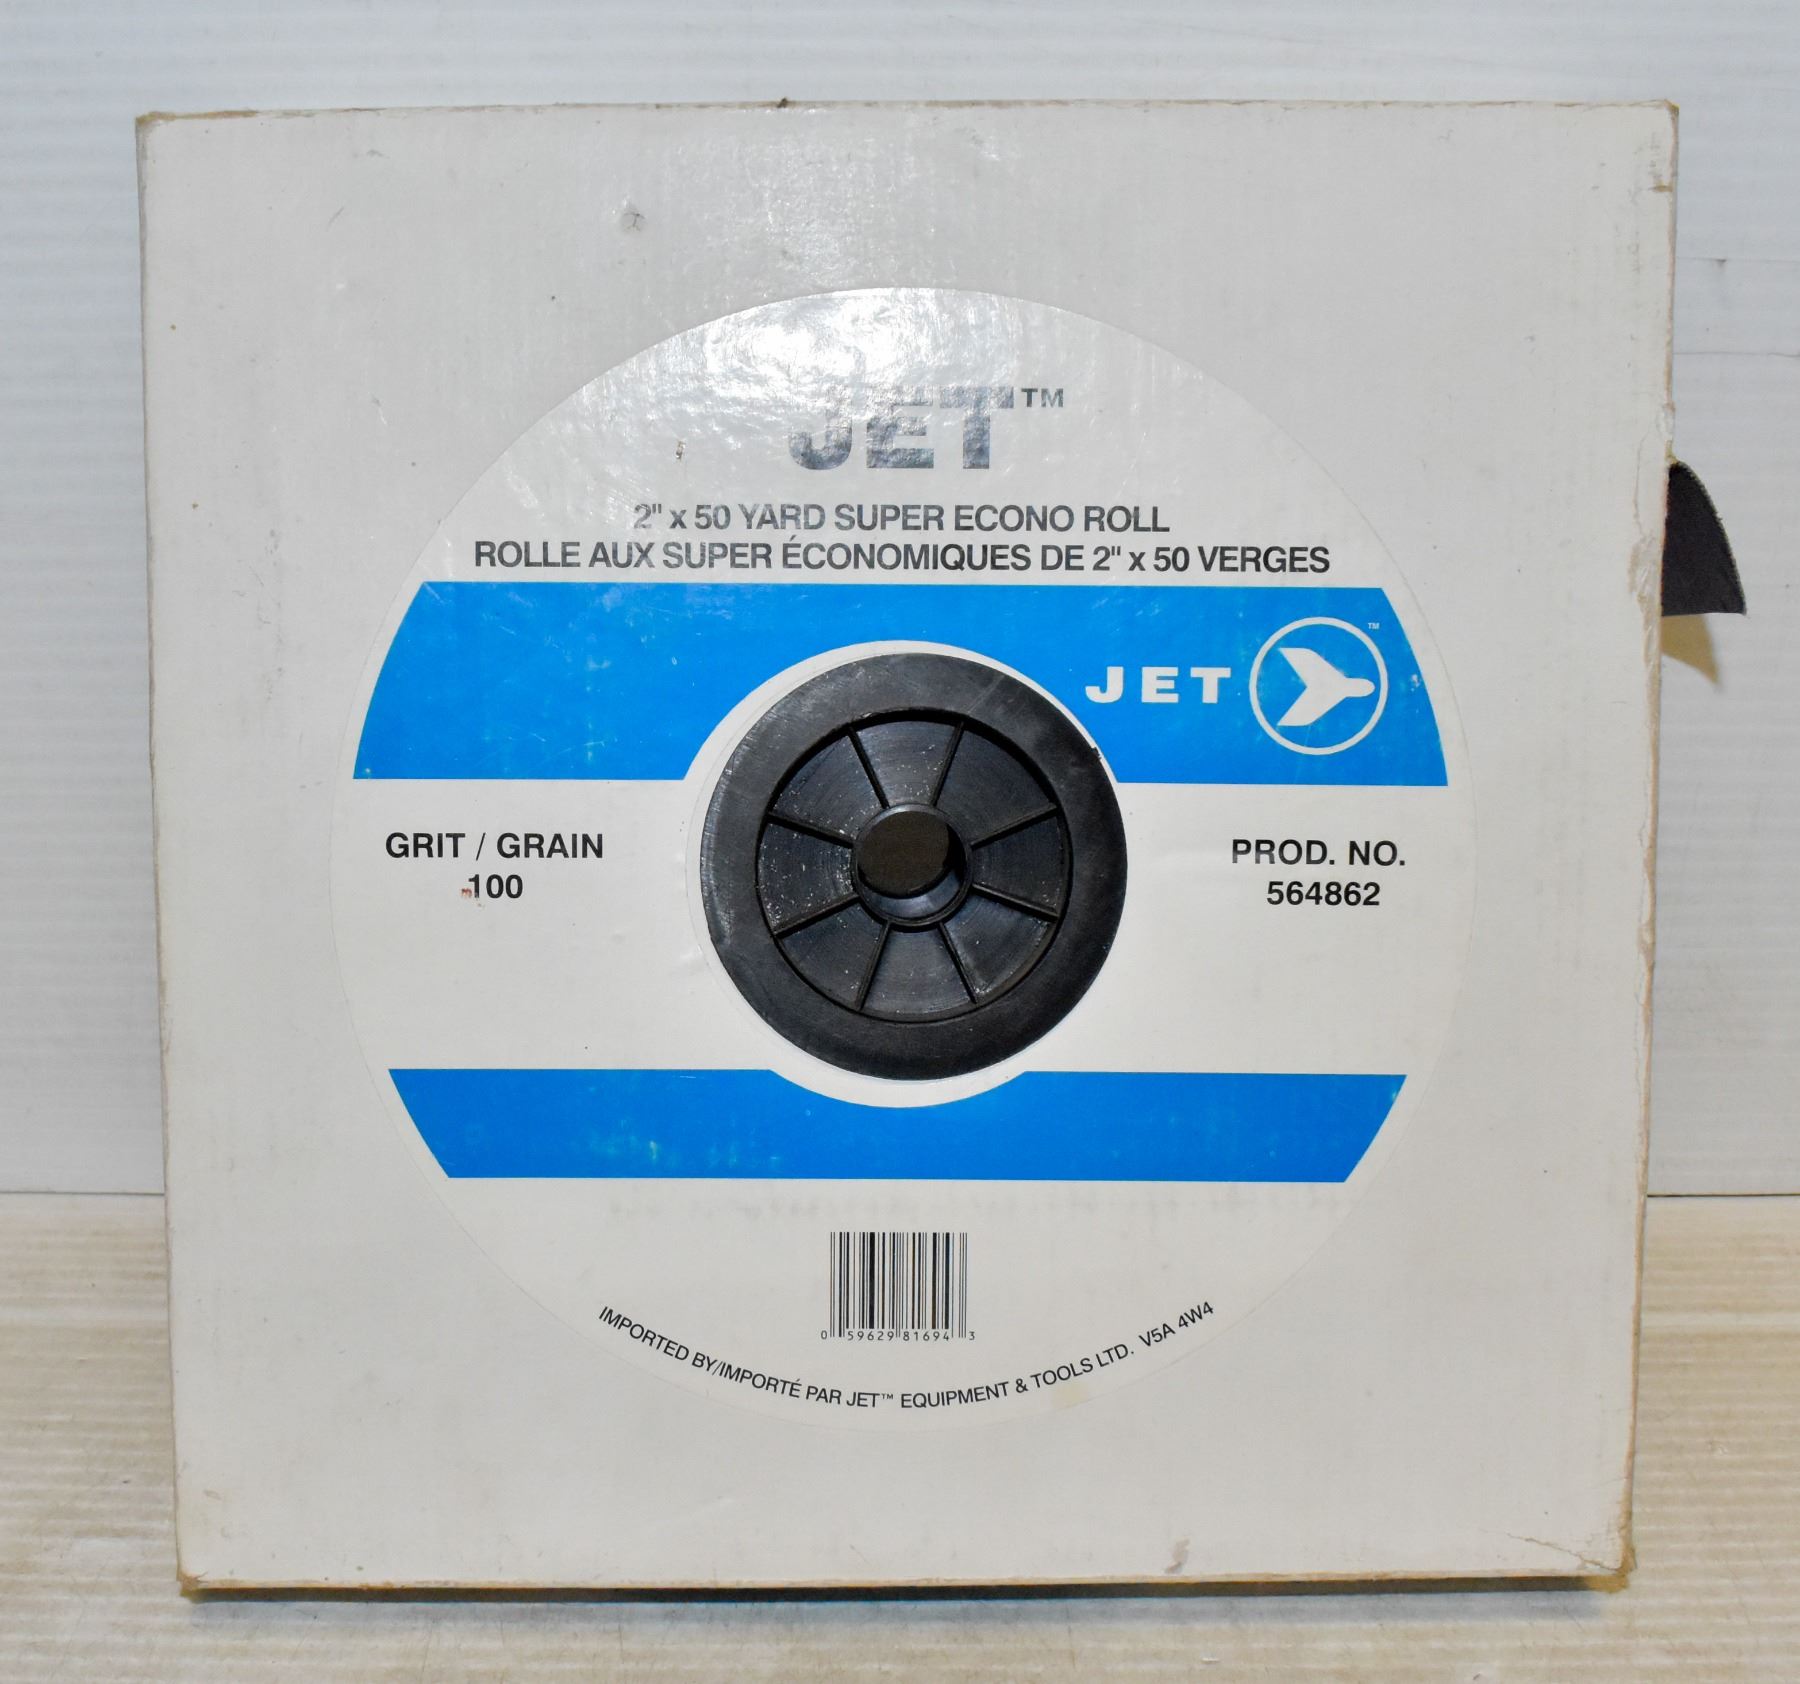 JET™
2" x 50 YARD SUPER ECONO ROLL
ROLLE AUX SUPER ÉCONOMIQUES DE 2" x 50 VERGES
JET ™
GRIT / GRAIN
100
PROD. NO.
564862
0 59629 81694 3
IMPORTED BY/IMPORTÉ PAR JET™ EQUIPMENT & TOOLS LTD. V5A 4W4